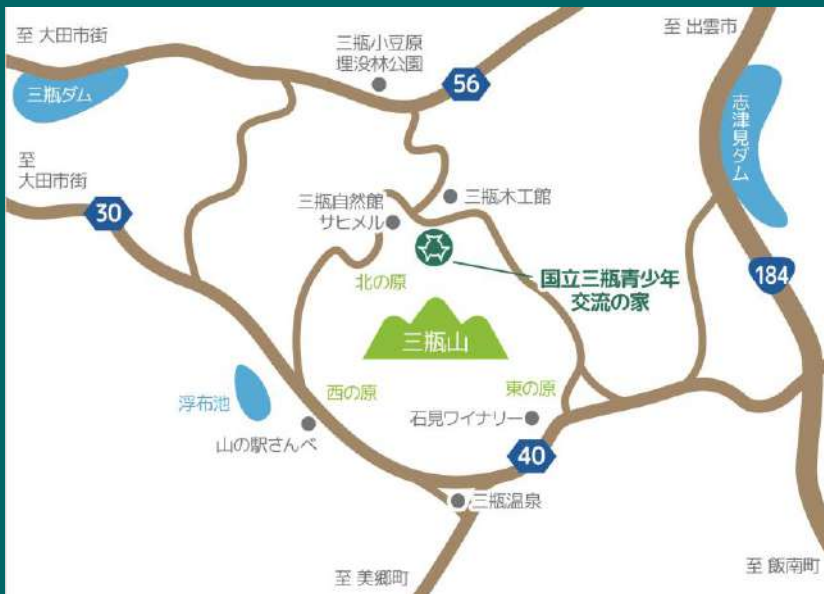 至 大田市街
三瓶小豆原
埋没林公園
至 出雲市
56
三瓶ダム
志津見ダム
至
大田市街
30
三瓶自然館
サヒメル
三瓶木工館
国立三瓶青少年
交流の家
184
北の原
三瓶山
浮布池
西の原
東の原
石見ワイナリー
山の駅さんべ
40
三瓶温泉
至 美郷町
至 飯南町